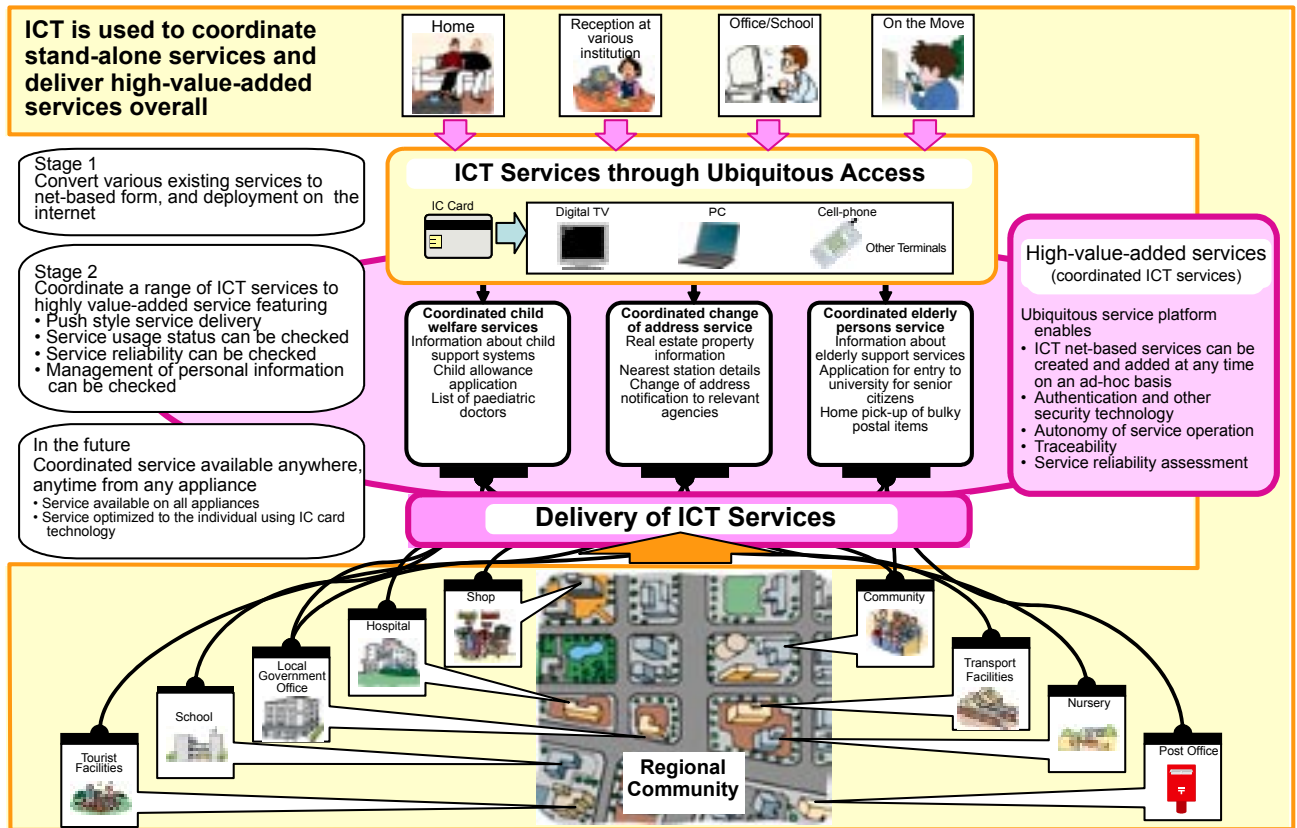 ICT is used to coordinate
stand-alone services and
deliver high-value-added
services overall
Home
Reception at
various
institution
Office/School
On the Move
Stage 1
Convert various existing services to
net-based form, and deployment on the
internet
Stage 2
Coordinate a range of ICT services to
highly value-added service featuring
• Push style service delivery
• Service usage status can be checked
• Service reliability can be checked
• Management of personal information
can be checked
In the future
Coordinated service available anywhere,
anytime from any appliance
• Service available on all appliances
• Service optimized to the individual using IC card
technology
ICT Services through Ubiquitous Access
IC Card
Digital TV
PC
Cell-phone
Other Terminals
Coordinated child
welfare services
Information about child
support systems
Child allowance
application
List of paediatric
doctors
Coordinated change
of address service
Real estate property
information
Nearest station details
Change of address
notification to relevant
agencies
Coordinated elderly
persons service
Information about
elderly support services
Application for entry to
university for senior
citizens
Home pick-up of bulky
postal items
High-value-added services
(coordinated ICT services)
Ubiquitous service platform
enables
• ICT net-based services can be
created and added at any time
on an ad-hoc basis
• Authentication and other
security technology
• Autonomy of service operation
• Traceability
• Service reliability assessment
Delivery of ICT Services
Tourist
Facilities
School
Local
Government
Office
Hospital
Shop
Regional
Community
Community
Transport
Facilities
Nursery
Post Office